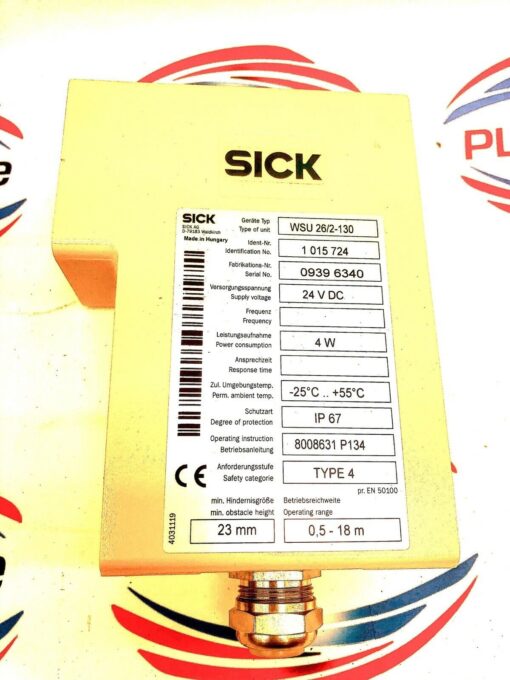 PL
e
SICK
SICK
SICK AG
D-79183 Waldkirch
Made in Hungary
Geräte Typ
Type of unit
WSU 26/2-130
Ident-Nr.
Identification No.
1 015 724
Fabrikations-Nr.
Serial No.
0939 6340
Versorgungsspannung
Supply voltage
24 V DC
Frequenz
Frequency
Leistungsaufnahme
Power consumption
4 W
Ansprechzeit
Response time
Zul. Umgebungstemp.
Perm. ambient temp.
-25°C .. +55°C
Schutzart
Degree of protection
IP 67
Operating instruction
Betriebsanleitung
8008631 P134
CE
Anforderungsstufe
Safety categorie
TYPE 4
pr. EN 50100
min. Hindernisgröße
min. obstacle height
23 mm
Betriebsreichweite
Operating range
0,5 - 18 m
4031119
e